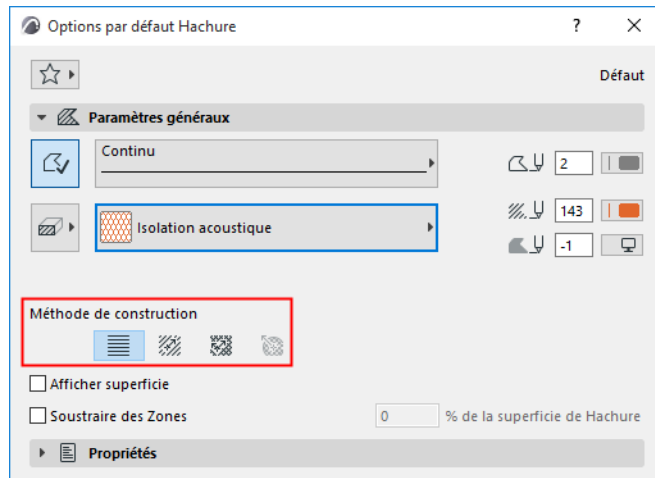 Options par défaut Hachure
?
Défaut
Paramètres généraux
Continu
2
Isolation acoustique
143
-1
Méthode de construction
Afficher superficie
Soustraire des Zones
0
% de la superficie de Hachure
Propriétés